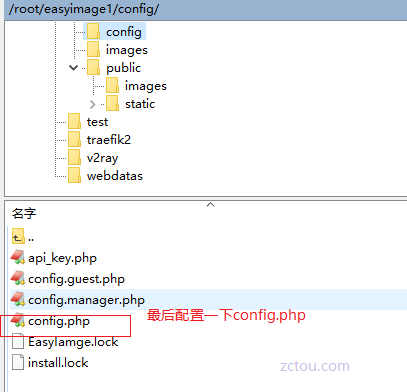 /root/easyimage1/config/
config
images
public
images
static
test
traefik2
v2ray
webdatas
名字
..
api_key.php
config.guest.php
config.manager.php
config.php
最后配置一下config.php
EasyIamge.lock
install.lock
zctou.com